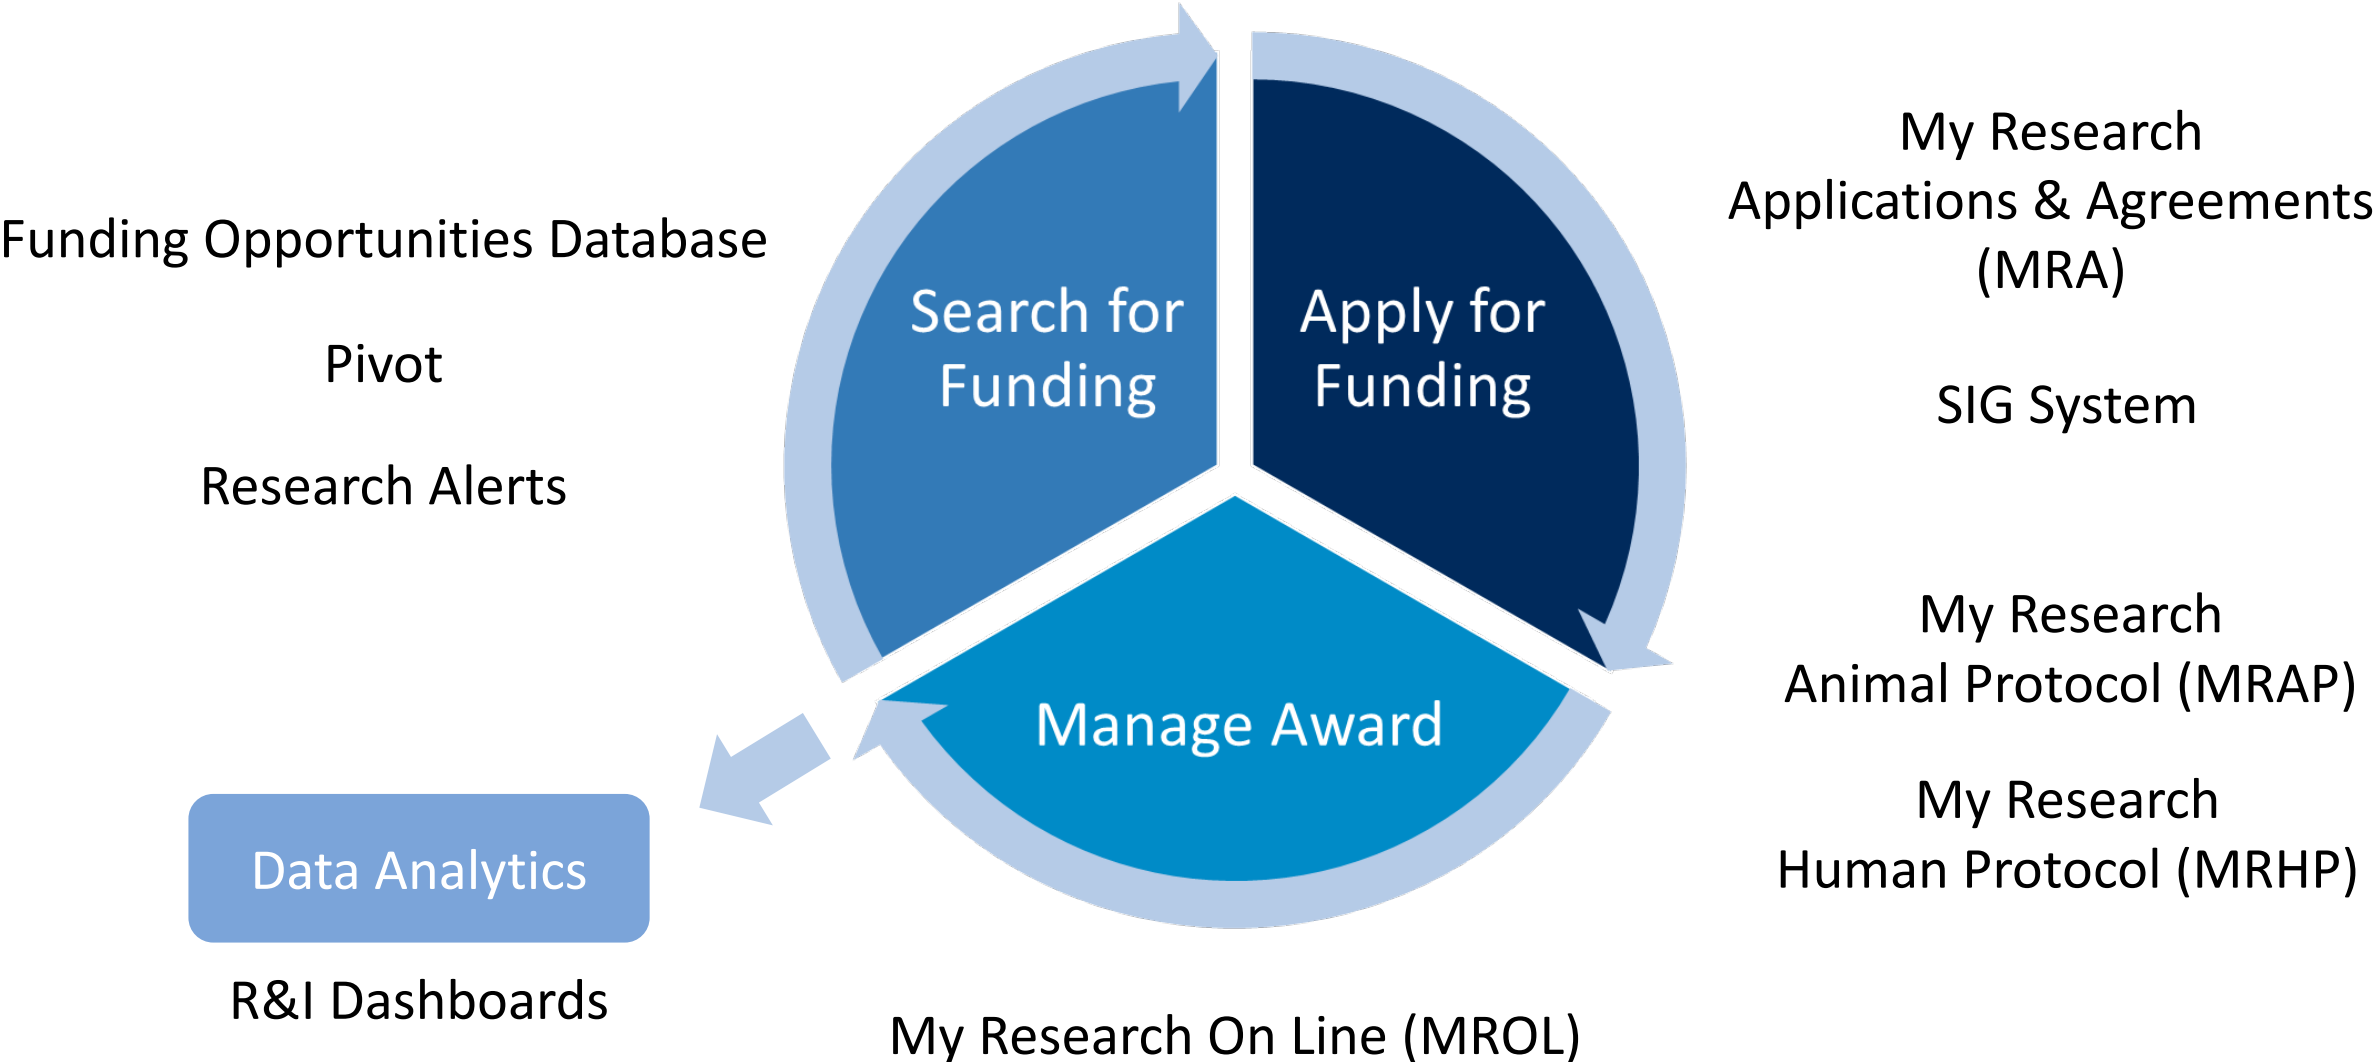 Funding Opportunities Database
Pivot
Research Alerts
Search for
Funding
Apply for
Funding
My Research
Applications & Agreements
(MRA)
SIG System
My Research
Animal Protocol (MRAP)
My Research
Human Protocol (MRHP)
Manage Award
Data Analytics
R&I Dashboards
My Research On Line (MROL)